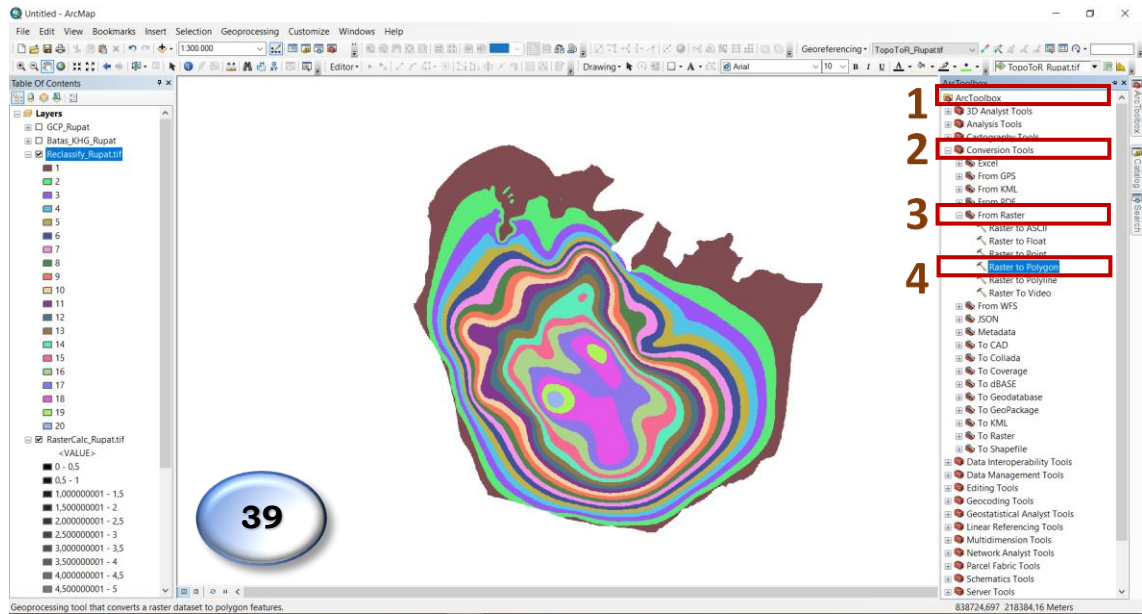 Untitled - ArcMap
File Edit View Bookmarks Insert Selection Geoprocessing Customize Windows Help
1:300.000
Georeferencing
TopoToR_Rupat.tif
Editor
Drawing
Arial
10
B I U A
TopoToR_Rupat.tif
Table Of Contents
Layers
GCP_Rupat
Batas_KHG_Rupat
Reclassify_Rupat.tif
1
2
3
4
5
6
7
8
9
10
11
12
13
14
15
16
17
18
19
20
RasterCalc_Rupat.tif
<VALUE>
0 - 0,5
0,5 - 1
1,000000001 - 1,5
1,500000001 - 2
2,000000001 - 2,5
2,500000001 - 3
3,000000001 - 3,5
3,500000001 - 4
4,000000001 - 4,5
4,500000001 - 5
39
1
2
3
4
ArcToolbox
ArcToolbox
3D Analyst Tools
Analysis Tools
Cartography Tools
Conversion Tools
Excel
From GPS
From KML
From PDF
From Raster
Raster to ASCII
Raster to Float
Raster to Point
Raster to Polygon
Raster to Polyline
Raster To Video
From WFS
JSON
Metadata
To CAD
To Collada
To Coverage
To dBASE
To Geodatabase
To GeoPackage
To KML
To Raster
To Shapefile
Data Interoperability Tools
Data Management Tools
Editing Tools
Geocoding Tools
Geostatistical Analyst Tools
Linear Referencing Tools
Multidimension Tools
Network Analyst Tools
Parcel Fabric Tools
Schematics Tools
Server Tools
ArcToolbox
Catalog
Search
Geoprocessing tool that converts a raster dataset to polygon features.
838724,697 218384,16 Meters